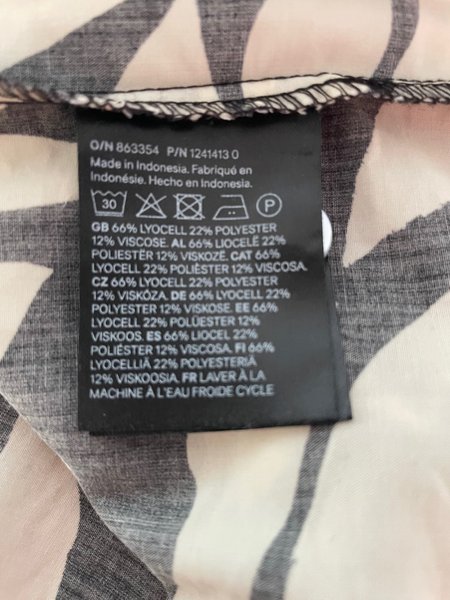 O/N 863354 P/N 1241413 0
Made in Indonesia. Fabriqué en
Indonésie. Hecho en Indonesia.
30 P
GB 66% LYOCELL 22% POLYESTER
12% VISCOSE. AL 66% LIOCELË 22%
POLIESTËR 12% VISKOZË. CAT 66%
LYOCELL 22% POLIÈSTER 12% VISCOSA.
CZ 66% LYOCELL 22% POLYESTER
12% VISKÓZA. DE 66% LYOCELL 22%
POLYESTER 12% VISKOSE. EE 66%
LYOCELL 22% POLÜESTER 12%
VISKOOS. ES 66% LIOCEL 22%
POLIÉSTER 12% VISCOSA. FI 66%
LYOCELLIÄ 22% POLYESTERIÄ
12% VISKOOSIA. FR LAVER À LA
MACHINE À L'EAU FROIDE CYCLE